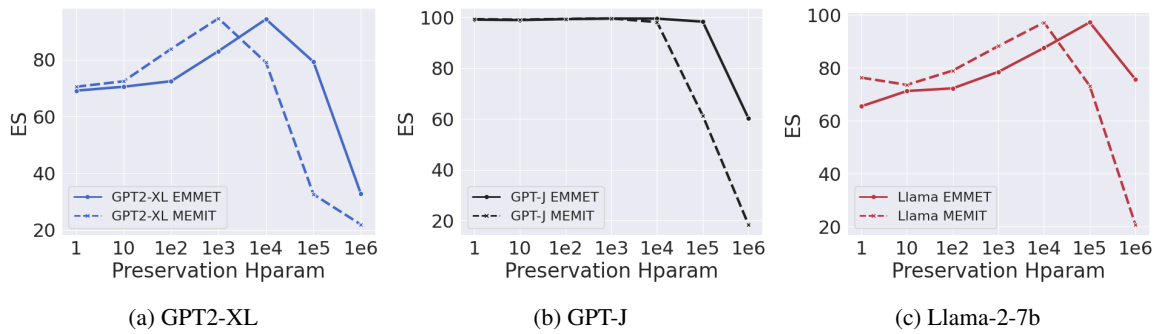 ES
80
60
40
20
GPT2-XL EMMET
GPT2-XL MEMIT
1 10 1e2 1e3 1e4 1e5 1e6
Preservation Hparam
(a) GPT2-XL
ES
100
80
60
40
20
GPT-J EMMET
GPT-J MEMIT
1 10 1e2 1e3 1e4 1e5 1e6
Preservation Hparam
(b) GPT-J
ES
100
80
60
40
20
Llama EMMET
Llama MEMIT
1 10 1e2 1e3 1e4 1e5 1e6
Preservation Hparam
(c) Llama-2-7b